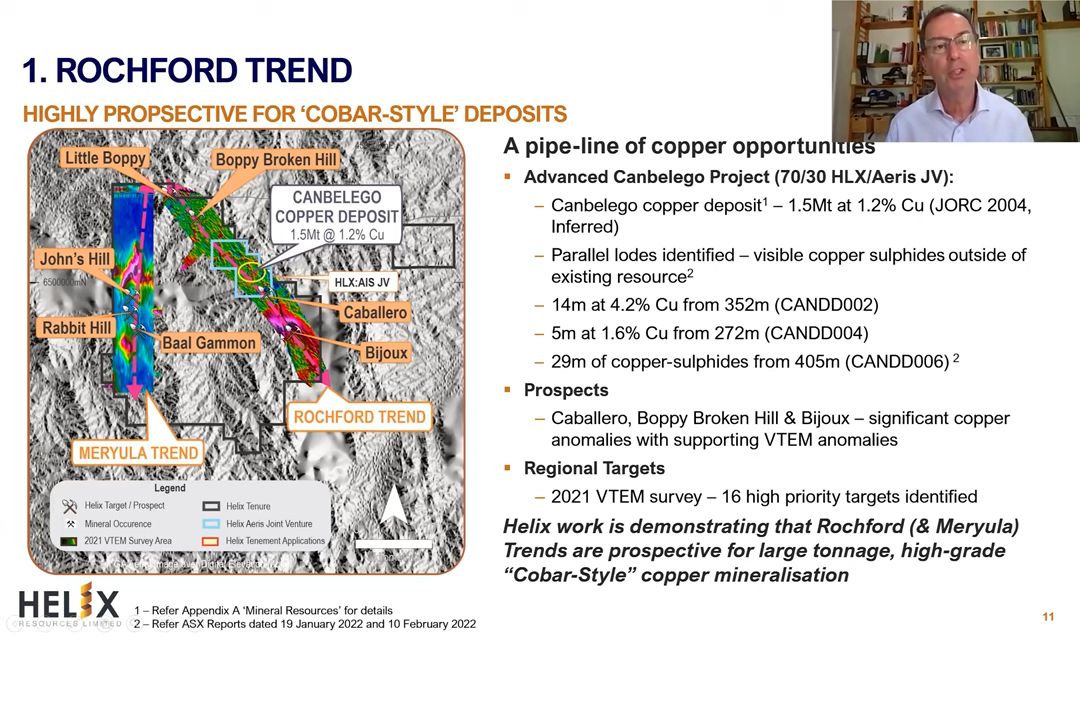 1. ROCHFORD TREND
HIGHLY PROPSECTIVE FOR ‘COBAR-STYLE’ DEPOSITS
Little Boppy
Boppy Broken Hill
CANBELEGO
COPPER DEPOSIT
1.5Mt @ 1.2% Cu
John’s Hill
6500000mN
HLX:AIS JV
Caballero
Rabbit Hill
Baal Gammon
Bijoux
ROCHFORD TREND
MERYULA TREND
Legend
Helix Target / Prospect
Helix Tenure
Mineral Occurence
Helix Aeris Joint Venture
2021 VTEM Survey Area
Helix Tenement Applications
A pipe-line of copper opportunities
▪ Advanced Canbelego Project (70/30 HLX/Aeris JV):
– Canbelego copper deposit1 – 1.5Mt at 1.2% Cu (JORC 2004,
Inferred)
– Parallel lodes identified – visible copper sulphides outside of
existing resource2
– 14m at 4.2% Cu from 352m (CANDD002)
– 5m at 1.6% Cu from 272m (CANDD004)
– 29m of copper-sulphides from 405m (CANDD006) 2
▪ Prospects
– Caballero, Boppy Broken Hill & Bijoux – significant copper
anomalies with supporting VTEM anomalies
▪ Regional Targets
– 2021 VTEM survey – 16 high priority targets identified
Helix work is demonstrating that Rochford (& Meryula)
Trends are prospective for large tonnage, high-grade
“Cobar-Style” copper mineralisation
HELIX
RESOURCES LIMITED
1 – Refer Appendix A ‘Mineral Resources’ for details
2 – Refer ASX Reports dated 19 January 2022 and 10 February 2022
11